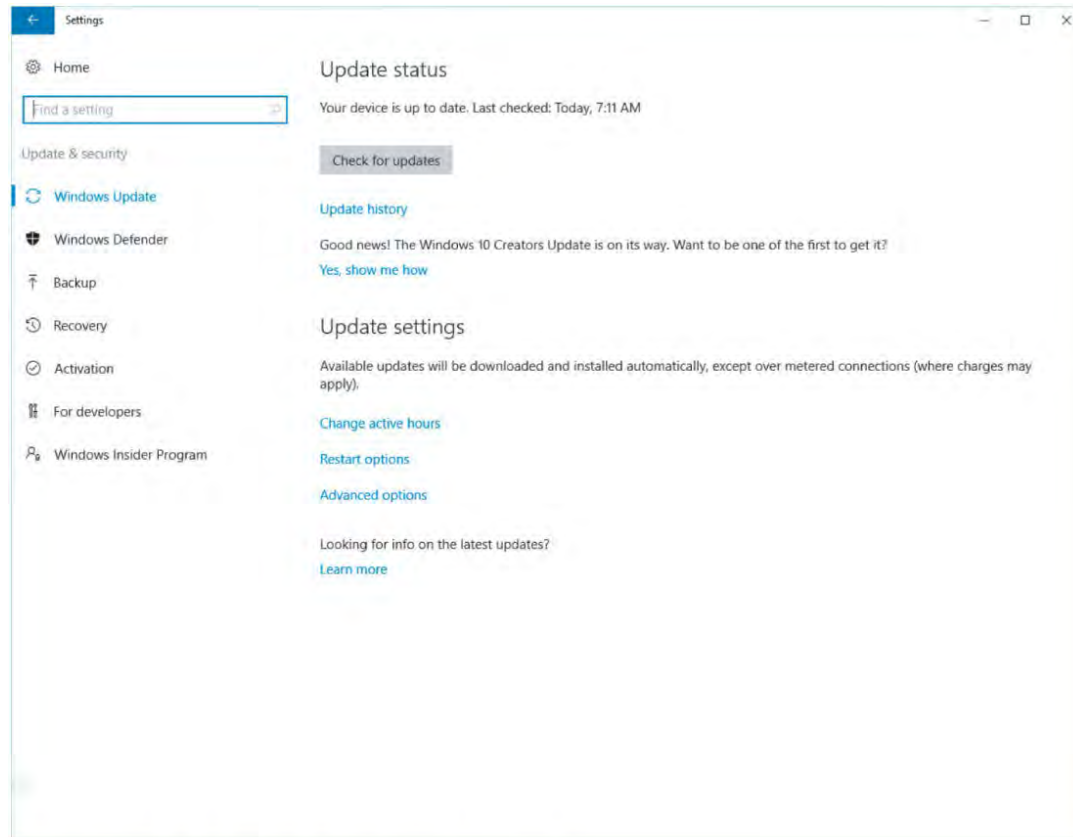 Settings
Home
Find a setting
Update & security
Windows Update
Windows Defender
Backup
Recovery
Activation
For developers
Windows Insider Program
Update status
Your device is up to date. Last checked: Today, 7:11 AM
Check for updates
Update history
Good news! The Windows 10 Creators Update is on its way. Want to be one of the first to get it?
Yes, show me how
Update settings
Available updates will be downloaded and installed automatically, except over metered connections (where charges may
apply).
Change active hours
Restart options
Advanced options
Looking for info on the latest updates?
Learn more